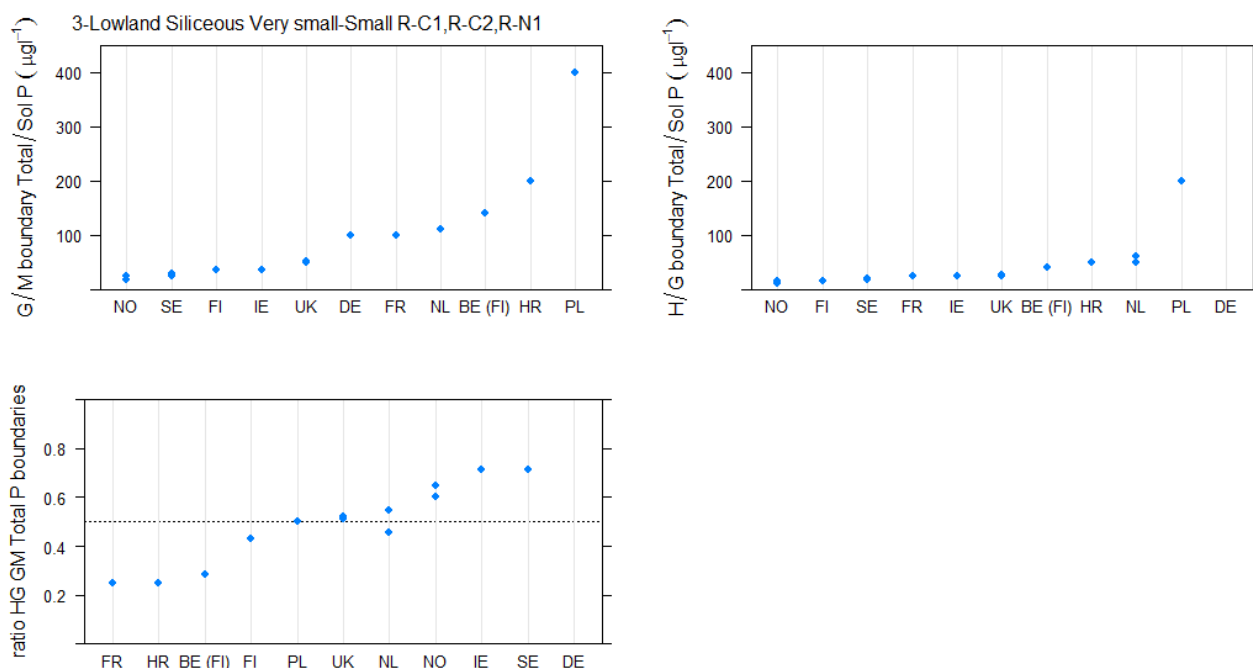 3-Lowland Siliceous Very small-Small R-C1,R-C2,R-N1
G/M boundary Total/Sol P ( µgl⁻¹)
400
300
200
100
NO SE FI IE UK DE FR NL BE (FI) HR PL
H/G boundary Total/Sol P ( µgl⁻¹)
400
300
200
100
NO FI SE FR IE UK BE (FI) HR NL PL DE
ratio HG GM Total P boundaries
0.8
0.6
0.4
0.2
FR HR BE (FI) FI PL UK NL NO IE SE DE